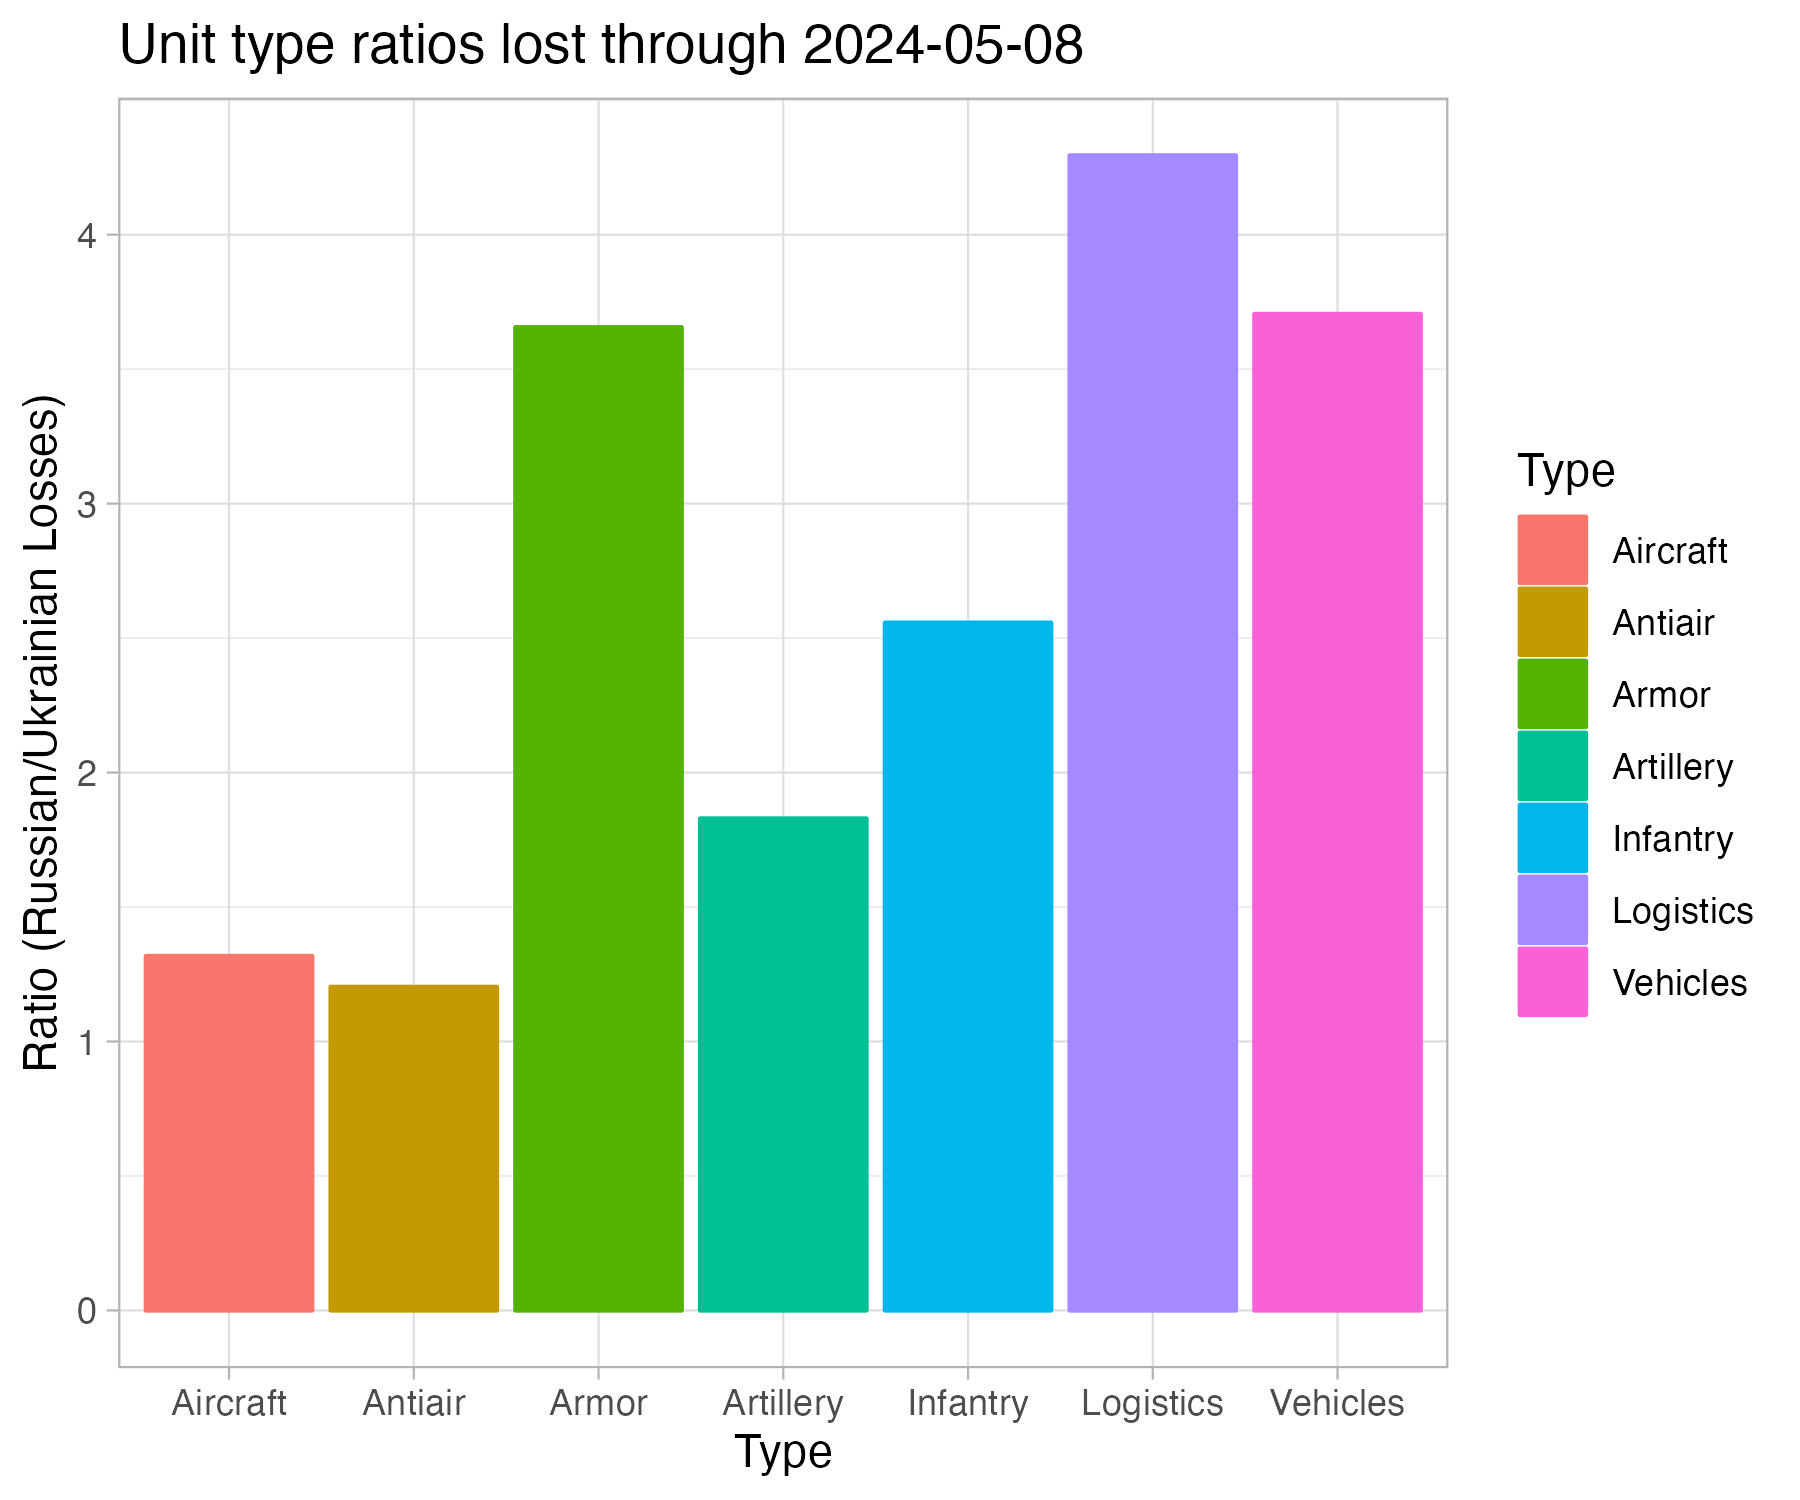 Unit type ratios lost through 2024-05-08
Ratio (Russian/Ukrainian Losses)
4
3
2
1
0
Aircraft
Antiair
Armor
Artillery
Infantry
Logistics
Vehicles
Type
Type
Aircraft
Antiair
Armor
Artillery
Infantry
Logistics
Vehicles